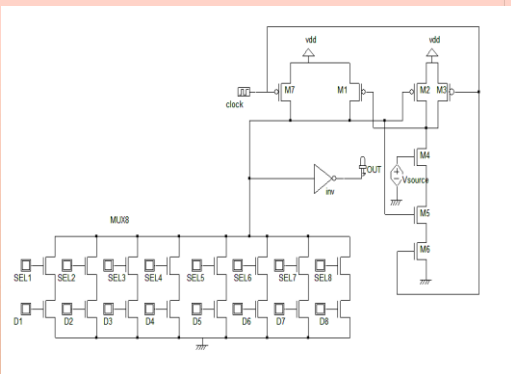 vdd
vdd
M7
M1
M2
M3
clock
M4
OUT
Vsource
inv
MUX8
M5
M6
SEL1
SEL2
SEL3
SEL4
SEL5
SEL6
SEL7
SEL8
D1
D2
D3
D4
D5
D6
D7
D8